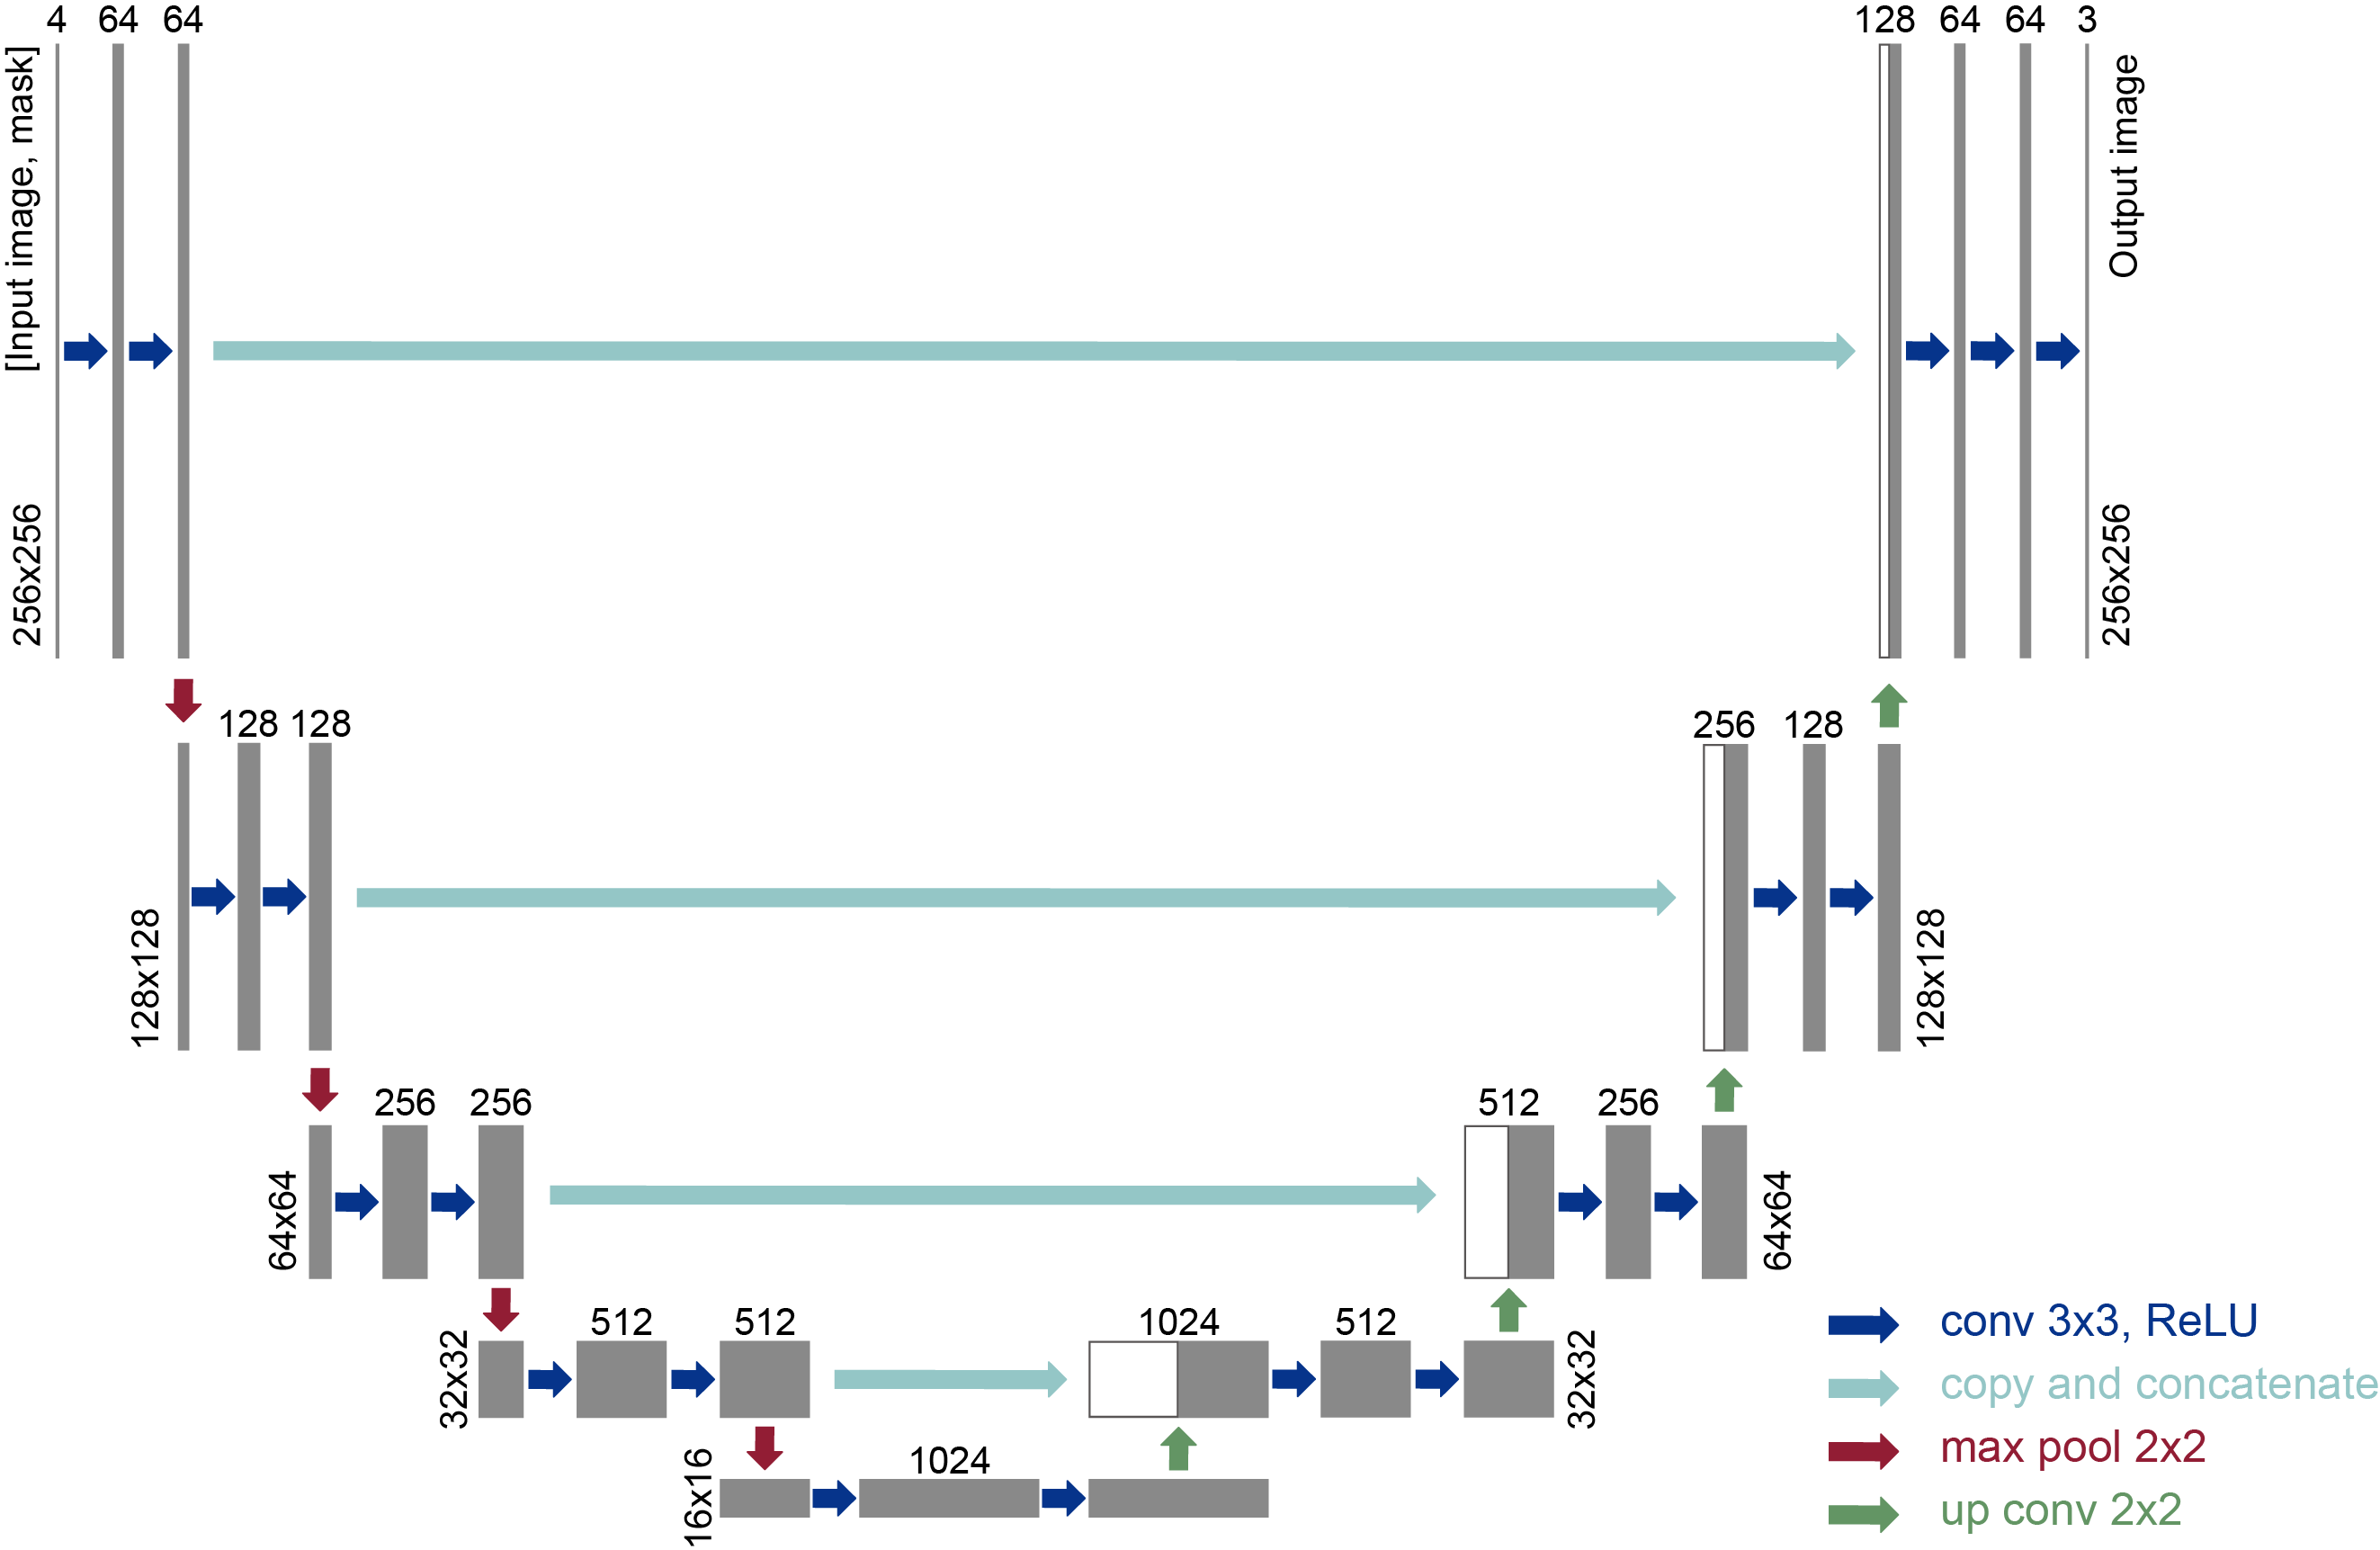 4 64 64
128 64 64 3
[Input image, mask]
256x256
Output image
256x256
128 128
128x128
256 128
128x128
256 256
64x64
512 256
64x64
512 512
32x32
1024 512
32x32
1024
16x16
conv 3x3, ReLU
copy and concatenate
max pool 2x2
up conv 2x2